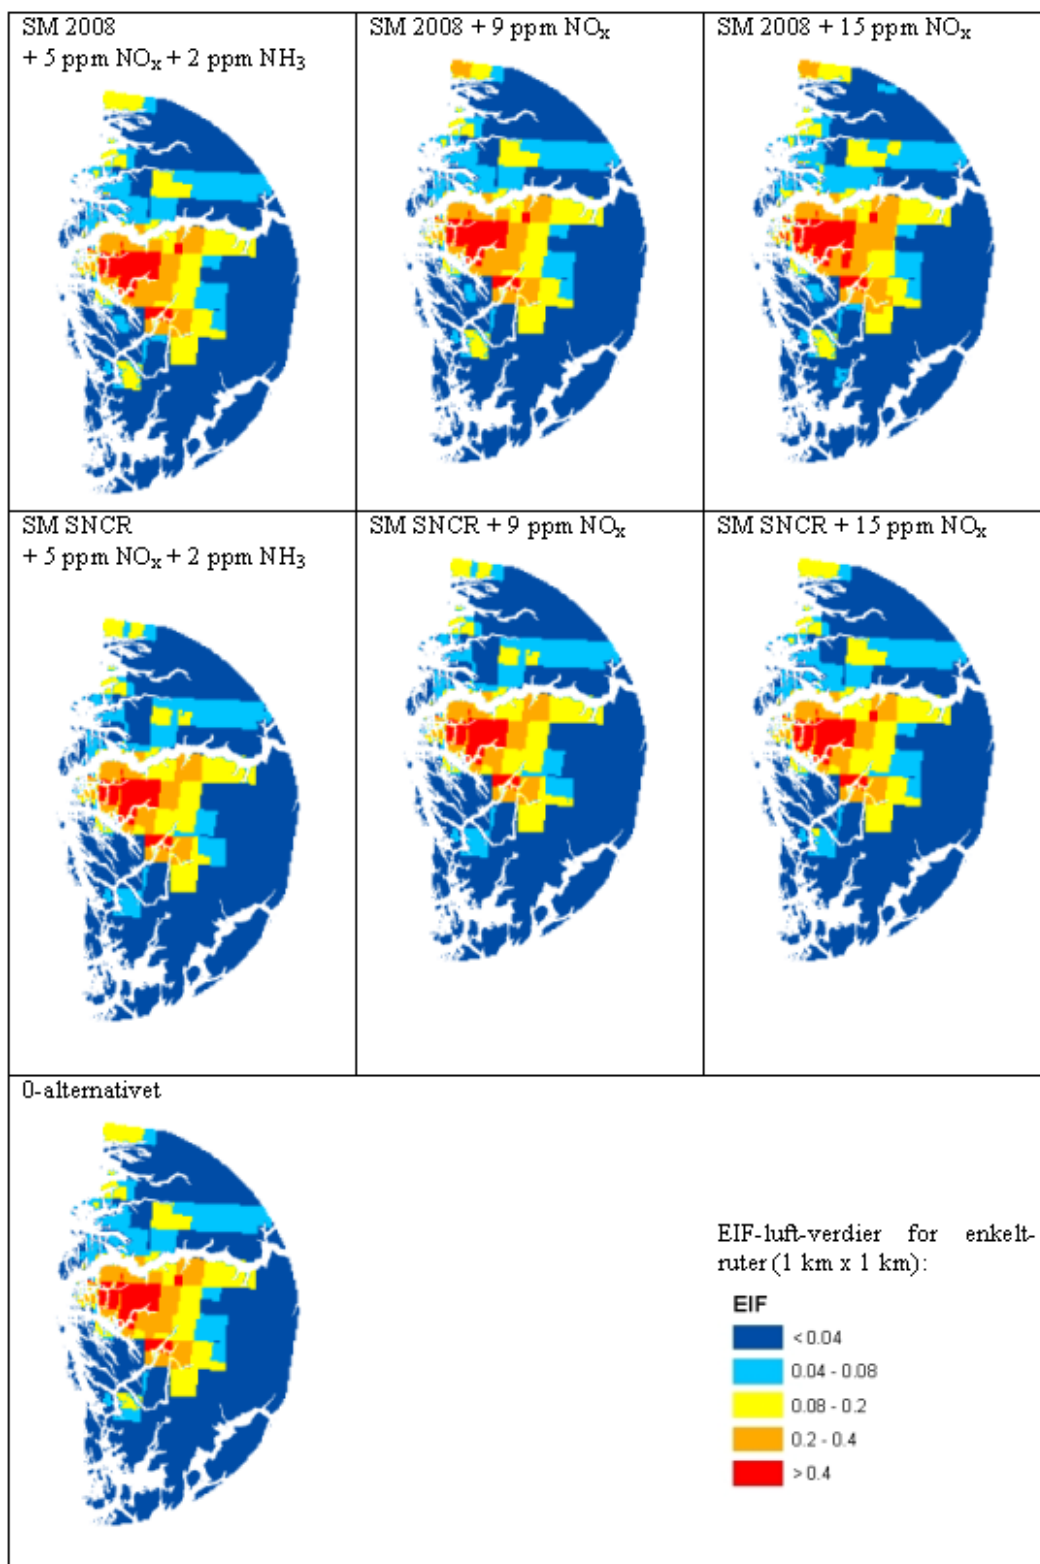 SM 2008
+ 5 ppm NOx + 2 ppm NH3
SM 2008 + 9 ppm NOx
SM 2008 + 15 ppm NOx
SM SNCR
+ 5 ppm NOx + 2 ppm NH3
SM SNCR + 9 ppm NOx
SM SNCR + 15 ppm NOx
0-alternativet
EIF-luft-verdier for enkelt-
ruter (1 km x 1 km):
EIF
< 0.04
0.04 - 0.08
0.08 - 0.2
0.2 - 0.4
> 0.4